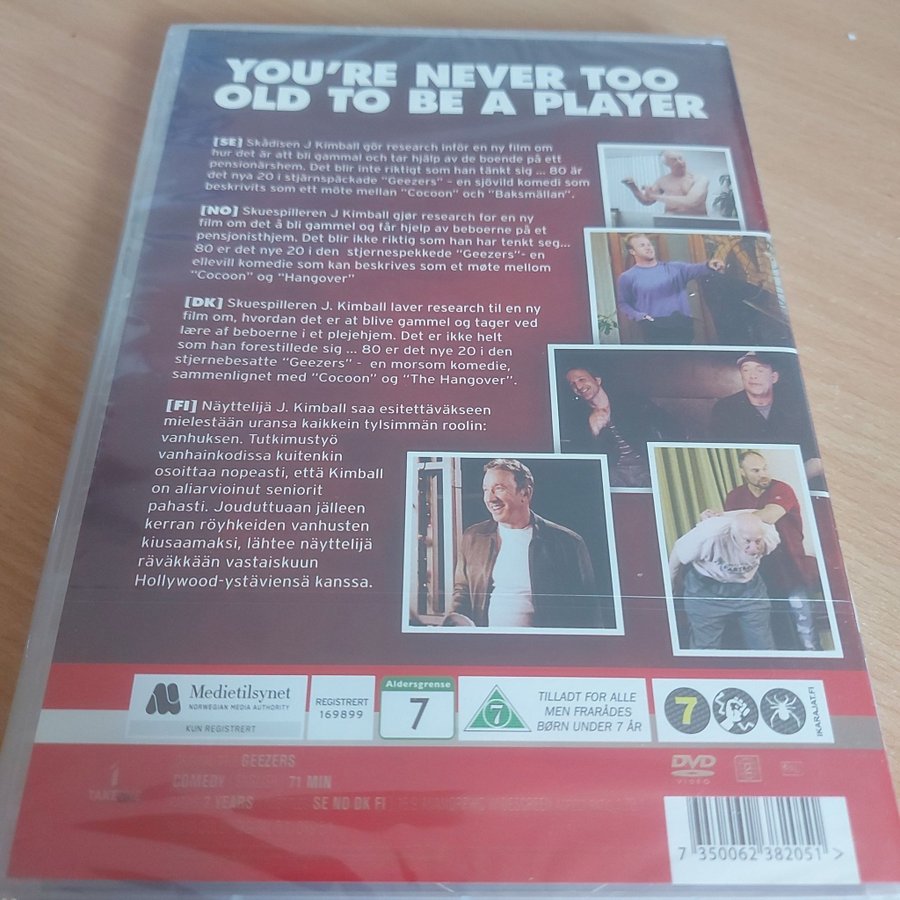 YOU'RE NEVER TOO
OLD TO BE A PLAYER
[SE] Skådisen J Kimball gör research inför en ny film om
hur det är att bli gammal och tar hjälp av de boende på ett
pensionärshem. Det blir inte riktigt som han tänkt sig ... 80 är
det nya 20 i stjärnspäckade "Geezers" - en sjövild komedi som
beskrivits som ett möte mellan "Cocoon" och "Baksmällan".
[NO] Skuespilleren J Kimball gjør research for en ny
film om det å bli gammel og får hjelp av beboerne på et
pensjonisthjem. Det blir ikke riktig som han har tenkt seg...
80 er det nye 20 i den stjernespekkede "Geezers"- en
ellevill komedie som kan beskrives som et møte mellom
"Cocoon" og "Hangover"
[DK] Skuespilleren J. Kimball laver research til en ny
film om, hvordan det er at blive gammel og tager ved
lære af beboerne i et plejehjem. Det er ikke helt
som han forestillede sig ... 80 er det nye 20 i den
stjernebesatte "Geezers" - en morsom komedie,
sammenlignet med "Cocoon" og "The Hangover".
[FI] Näyttelijä J. Kimball saa esitettäväkseen
mielestään uransa kaikkein tylsimmän roolin:
vanhuksen. Tutkimustyö
vanhainkodissa kuitenkin
osoittaa nopeasti, että Kimball
on aliarvioinut seniorit
pahasti. Jouduttuaan jälleen
kerran röyhkeiden vanhusten
kiusaamaksi, lähtee näyttelijä
räväkkään vastaiskuun
Hollywood-ystäviensä kanssa.
Medietilsynet
NORWEGIAN MEDIA AUTHORITY
KUN REGISTRERT
REGISTRERT
169899
Aldersgrense
7
7
TILLADT FOR ALLE
MEN FRARÅDES
BØRN UNDER 7 ÅR
7
IKARAJAT.FI
1
TAKE
GEEZERS
COMEDY 71 MIN
7 YEARS SE NO DK FI 16:9 ANAMORPHIC WIDESCREEN
DVD
VIDEO
7 350062 382051 >